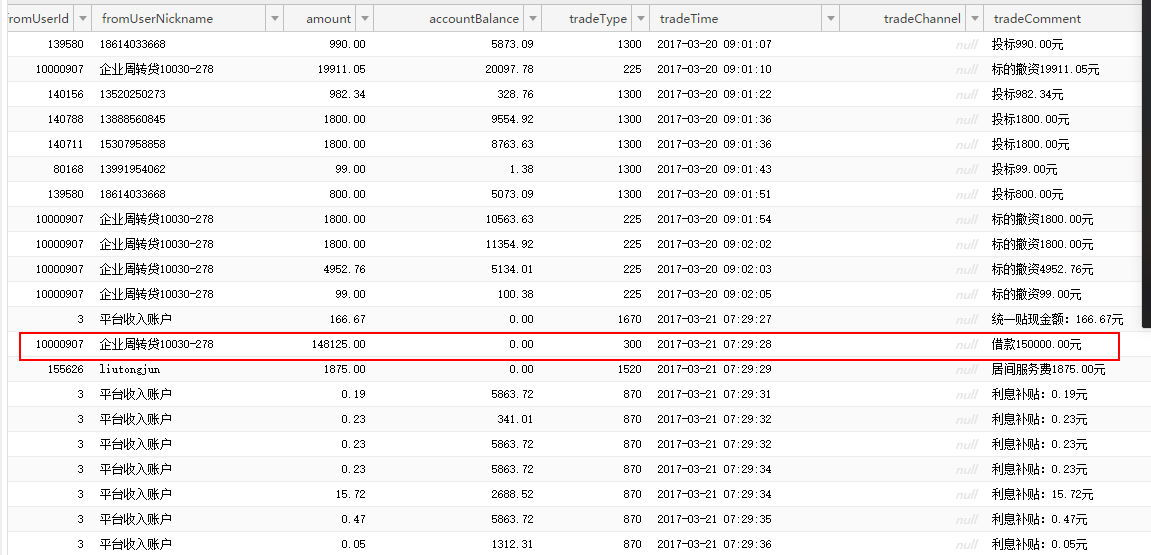 fromUserId fromUserNickname amount accountBalance tradeType tradeTime tradeChannel tradeComment
139580 18614033668 990.00 5873.09 1300 2017-03-20 09:01:07 null 投标990.00元
10000907 企业周转贷10030-278 19911.05 20097.78 225 2017-03-20 09:01:10 null 标的撤资19911.05元
140156 13520250273 982.34 328.76 1300 2017-03-20 09:01:22 null 投标982.34元
140788 13888560845 1800.00 9554.92 1300 2017-03-20 09:01:36 null 投标1800.00元
140711 15307958858 1800.00 8763.63 1300 2017-03-20 09:01:36 null 投标1800.00元
80168 13991954062 99.00 1.38 1300 2017-03-20 09:01:43 null 投标99.00元
139580 18614033668 800.00 5073.09 1300 2017-03-20 09:01:51 null 投标800.00元
10000907 企业周转贷10030-278 1800.00 10563.63 225 2017-03-20 09:01:54 null 标的撤资1800.00元
10000907 企业周转贷10030-278 1800.00 11354.92 225 2017-03-20 09:02:02 null 标的撤资1800.00元
10000907 企业周转贷10030-278 4952.76 5134.01 225 2017-03-20 09:02:03 null 标的撤资4952.76元
10000907 企业周转贷10030-278 99.00 100.38 225 2017-03-20 09:02:05 null 标的撤资99.00元
3 平台收入账户 166.67 0.00 1670 2017-03-21 07:29:27 null 统一贴现金额：166.67元
10000907 企业周转贷10030-278 148125.00 0.00 300 2017-03-21 07:29:28 null 借款150000.00元
155626 liutongjun 1875.00 0.00 1520 2017-03-21 07:29:29 null 居间服务费1875.00元
3 平台收入账户 0.19 5863.72 870 2017-03-21 07:29:31 null 利息补贴：0.19元
3 平台收入账户 0.23 341.01 870 2017-03-21 07:29:32 null 利息补贴：0.23元
3 平台收入账户 0.23 5863.72 870 2017-03-21 07:29:32 null 利息补贴：0.23元
3 平台收入账户 0.23 5863.72 870 2017-03-21 07:29:34 null 利息补贴：0.23元
3 平台收入账户 15.72 2688.52 870 2017-03-21 07:29:34 null 利息补贴：15.72元
3 平台收入账户 0.47 5863.72 870 2017-03-21 07:29:35 null 利息补贴：0.47元
3 平台收入账户 0.05 1312.31 870 2017-03-21 07:29:36 null 利息补贴：0.05元